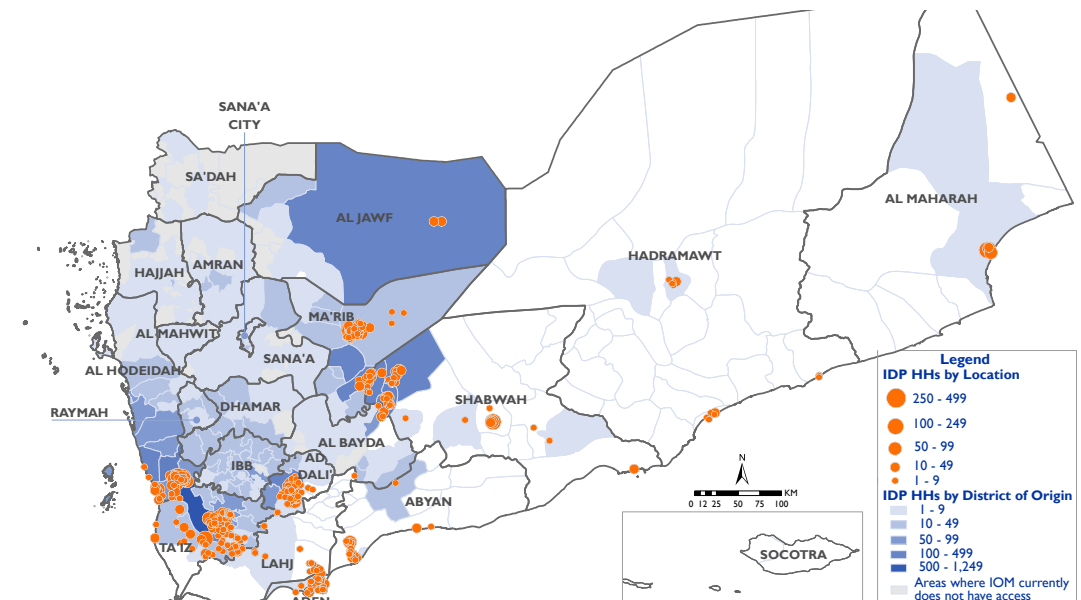 SANA'A
CITY
SA'DAH
AL JAWF
AL MAHARAH
HADRAMAWT
HAJJAH
AMRAN
MA'RIB
AL MAHWIT
SANA'A
AL HODEIDAH
RAYMAH
DHAMAR
SHABWAH
AL BAYDA
IBB
AD
DALI'
ABYAN
TA'IZ
LAHJ
ADEN
N
0 12 25 50 75 100 KM
SOCOTRA
Legend
IDP HHs by Location
250 - 499
100 - 249
50 - 99
10 - 49
1 - 9
IDP HHs by District of Origin
1 - 9
10 - 49
50 - 99
100 - 499
500 - 1,249
Areas where IOM currently
does not have access